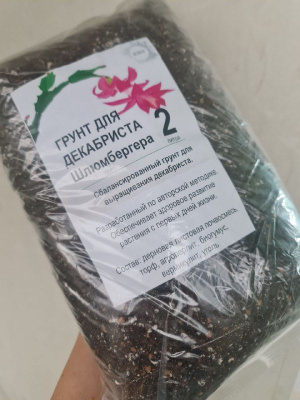 ГРУНТ ДЛЯ
ДЕКАБРИСТА
Шлюмбергера
2
литра
Сбалансированный грунт для
выращивания декабриста.
Разработанный по авторской методике.
Обеспечивает здоровое развитие
растения с первых дней жизни.
Состав: дерновая листовая почвосмесь,
торф, агроперлит, биогумус,
вермикулит, уголь